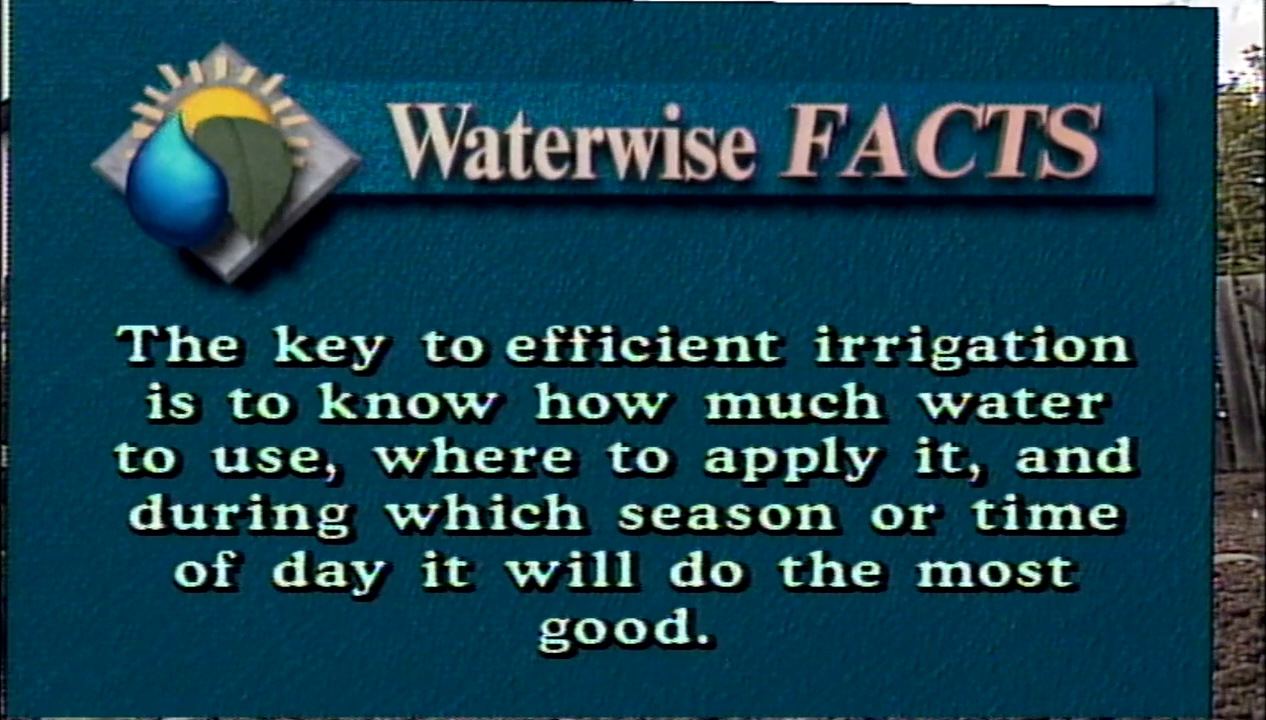 Waterwise FACTS
The key to efficient irrigation
is to know how much water
to use, where to apply it, and
during which season or time
of day it will do the most
good.